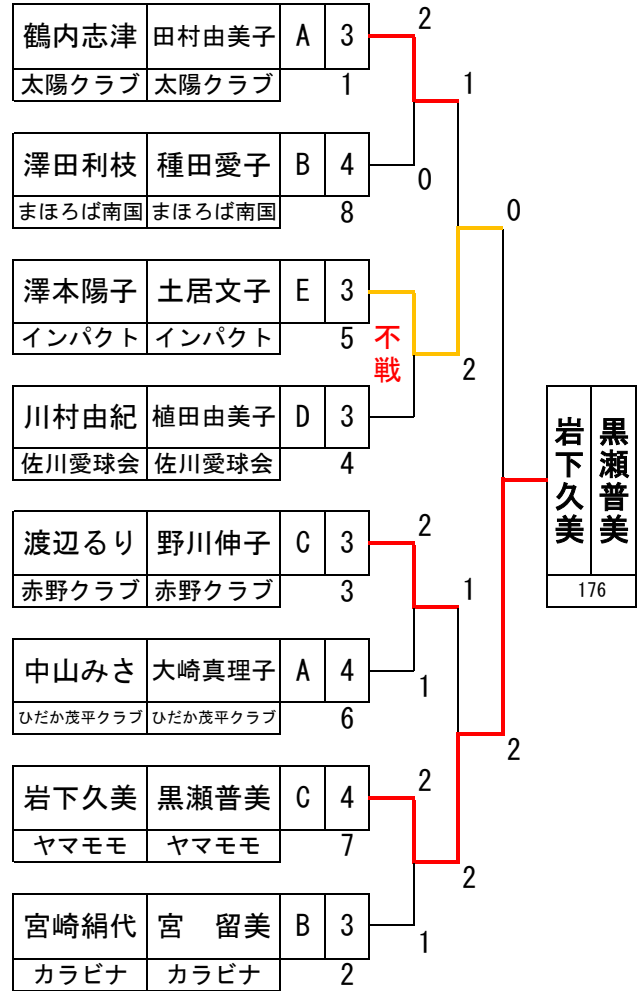 鶴内志津 田村由美子 A 3
太陽クラブ 太陽クラブ 1
2
1
澤田利枝 種田愛子 B 4
まほろば南国 まほろば南国 8
0
0
澤本陽子 土居文子 E 3
インパクト インパクト 5
不戦
2
川村由紀 植田由美子 D 3
佐川愛球会 佐川愛球会 4
岩下久美 黒瀬普美
176
渡辺るり 野川伸子 C 3
赤野クラブ 赤野クラブ 3
2
1
中山みさ 大崎真理子 A 4
ひだか茂平クラブ ひだか茂平クラブ 6
1
2
岩下久美 黒瀬普美 C 4
ヤマモモ ヤマモモ 7
2
2
宮崎絹代 宮　留美 B 3
カラビナ カラビナ 2
1